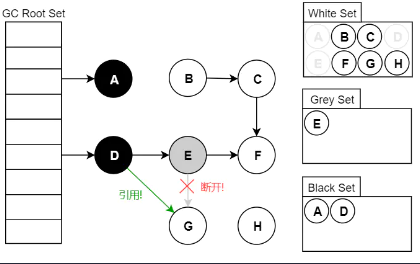 GC Root Set
White Set
A B C D
E F G H
A
B
C
Grey Set
E
D
E
F
引用!
断开!
Black Set
A D
G
H